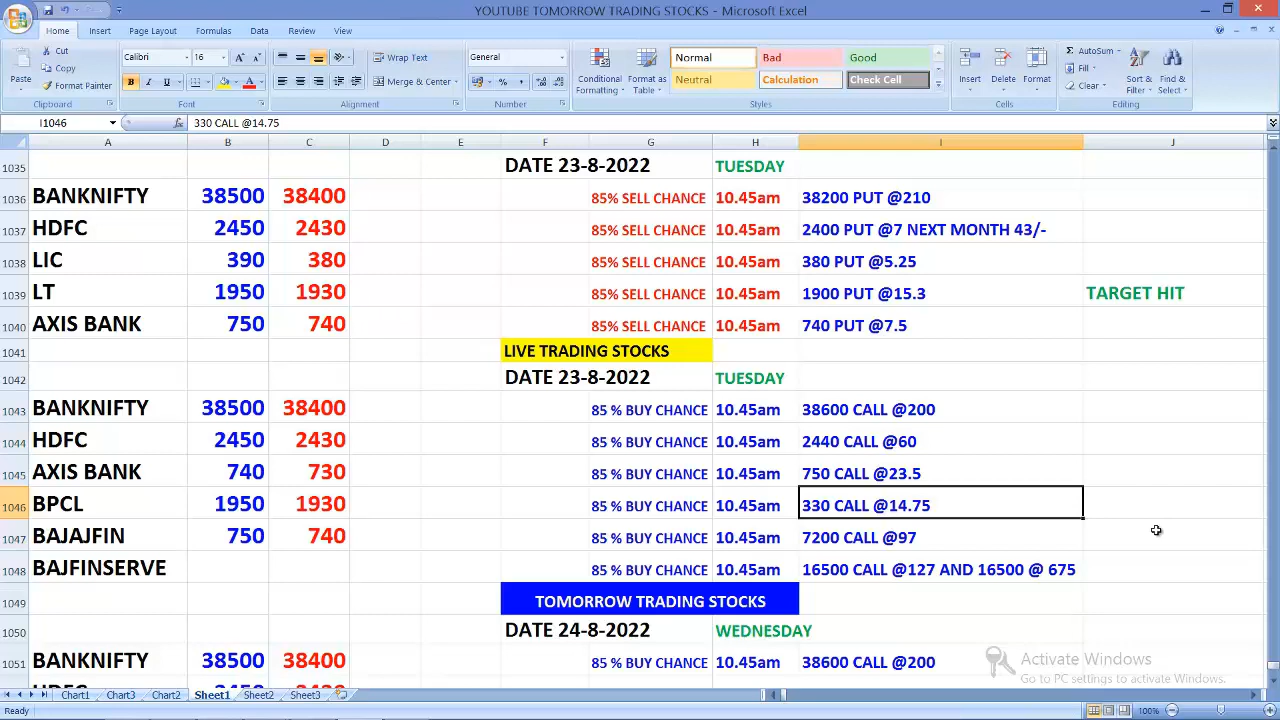 YOUTUBE TOMORROW TRADING STOCKS - Microsoft Excel
Home Insert Page Layout Formulas Data Review View
Paste Cut Copy Format Painter Clipboard
Calibri 16 B I U Font
Wrap Text Merge & Center Alignment
General % , Number
Conditional Formatting Format as Table Normal Bad Good Neutral Calculation Check Cell Styles
Insert Delete Format Cells
AutoSum Fill Clear Sort & Filter Find & Select Editing
I1046 fx 330 CALL @14.75
A B C D E F G H I J
1035 DATE 23-8-2022 TUESDAY
1036 BANKNIFTY 38500 38400 85% SELL CHANCE 10.45am 38200 PUT @210
1037 HDFC 2450 2430 85% SELL CHANCE 10.45am 2400 PUT @7 NEXT MONTH 43/-
1038 LIC 390 380 85% SELL CHANCE 10.45am 380 PUT @5.25
1039 LT 1950 1930 85% SELL CHANCE 10.45am 1900 PUT @15.3 TARGET HIT
1040 AXIS BANK 750 740 85% SELL CHANCE 10.45am 740 PUT @7.5
1041 LIVE TRADING STOCKS
1042 DATE 23-8-2022 TUESDAY
1043 BANKNIFTY 38500 38400 85 % BUY CHANCE 10.45am 38600 CALL @200
1044 HDFC 2450 2430 85 % BUY CHANCE 10.45am 2440 CALL @60
1045 AXIS BANK 740 730 85 % BUY CHANCE 10.45am 750 CALL @23.5
1046 BPCL 1950 1930 85 % BUY CHANCE 10.45am 330 CALL @14.75
1047 BAJAJFIN 750 740 85 % BUY CHANCE 10.45am 7200 CALL @97
1048 BAJFINSERVE 85 % BUY CHANCE 10.45am 16500 CALL @127 AND 16500 @ 675
1049 TOMORROW TRADING STOCKS
1050 DATE 24-8-2022 WEDNESDAY
1051 BANKNIFTY 38500 38400 85 % BUY CHANCE 10.45am 38600 CALL @200
Activate Windows
Go to PC settings to activate Windows.
Chart1 Chart3 Chart2 Sheet1 Sheet2 Sheet3
Ready 100%